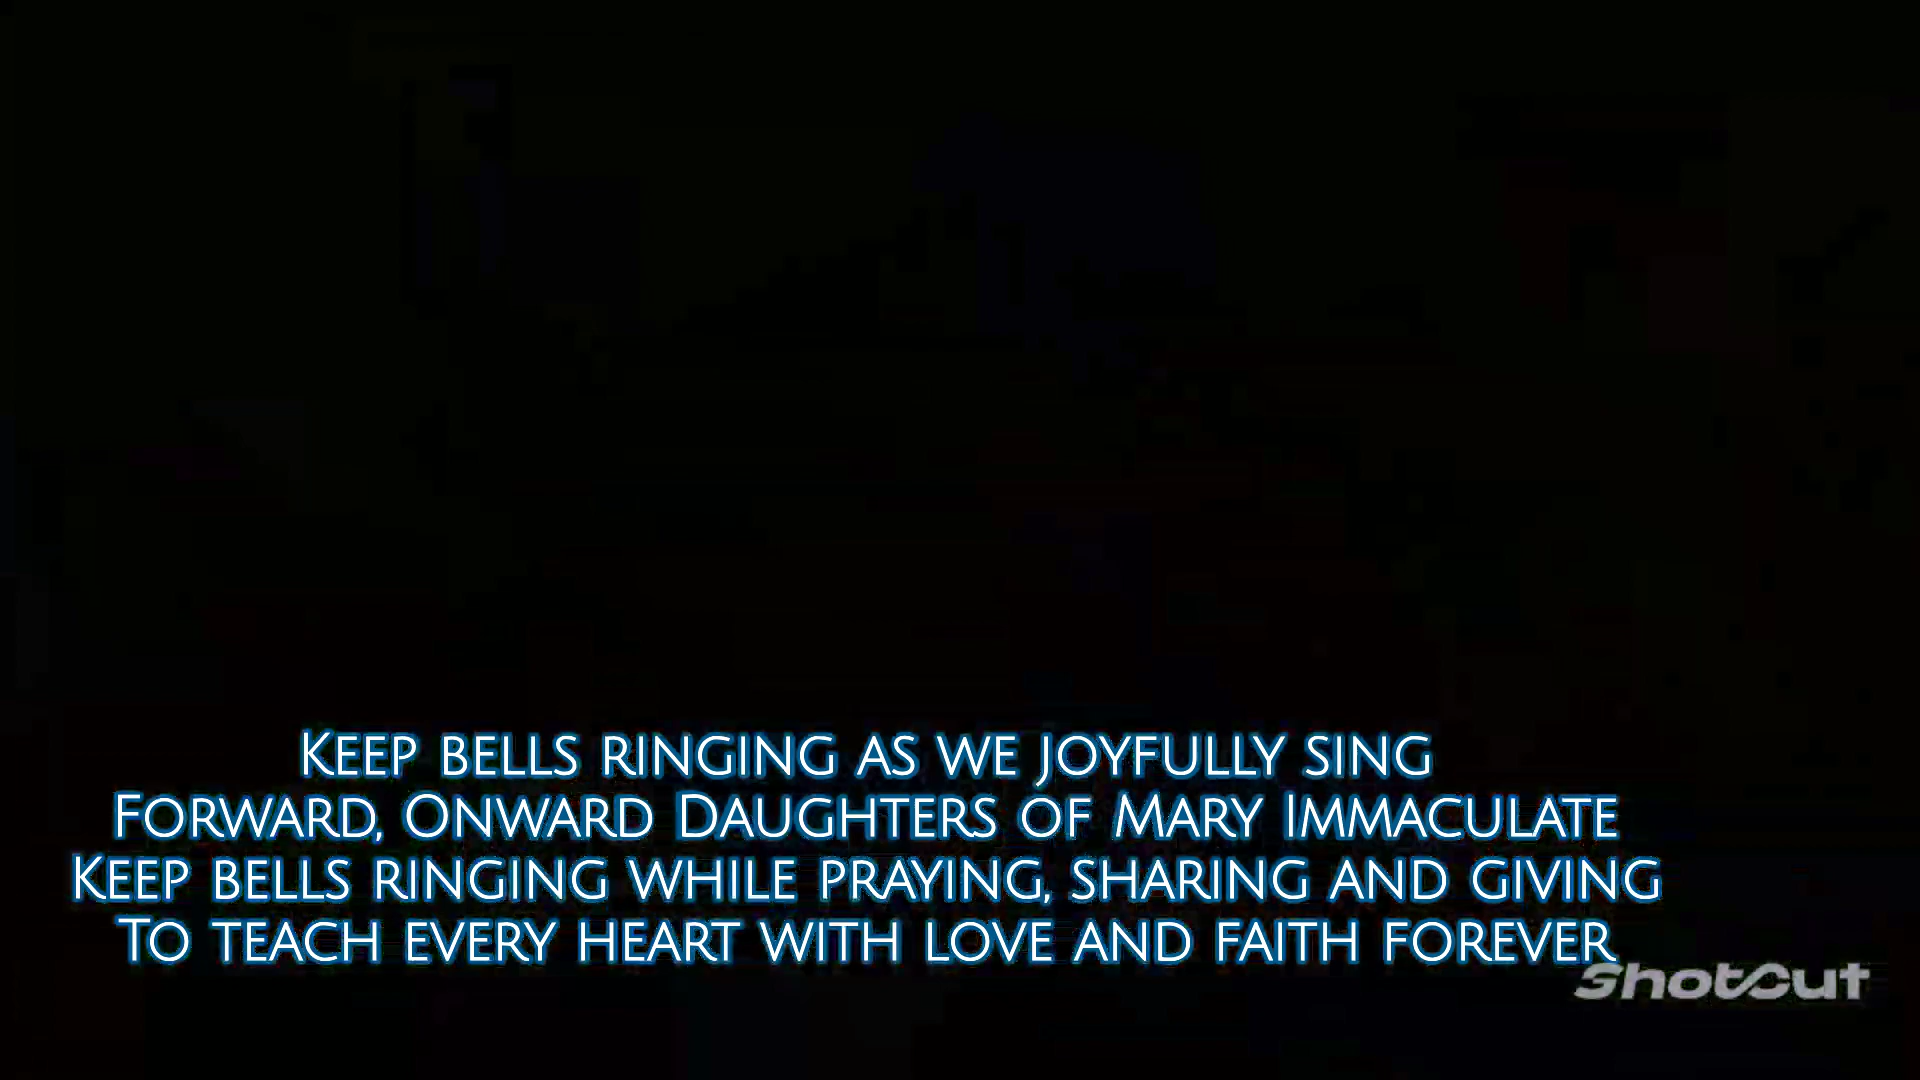 Keep bells ringing as we joyfully sing
Forward, Onward Daughters of Mary Immaculate
Keep bells ringing while praying, sharing and giving
To teach every heart with love and faith forever
ShotCut